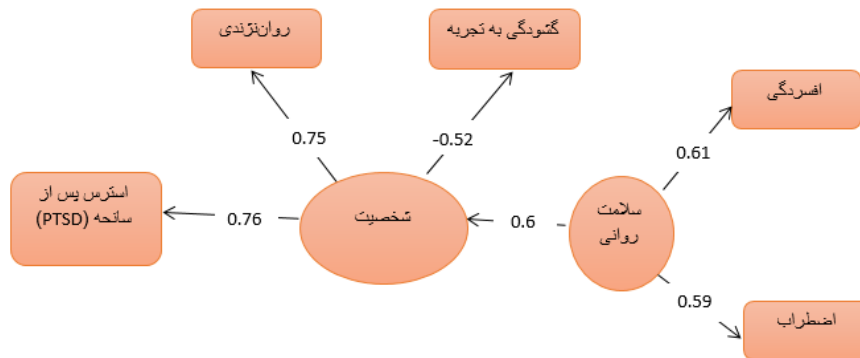 روان‌نژندی
گشودگی به تجربه
افسردگی
0.75
-0.52
0.61
استرس پس از
سانحه (PTSD)
0.76
شخصیت
0.6
سلامت
روانی
0.59
اضطراب